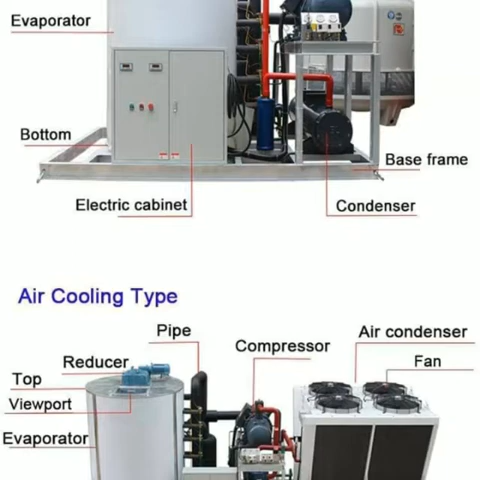 Evaporator
Bottom
Base frame
Electric cabinet
Condenser
Air Cooling Type
Pipe
Air condenser
Compressor
Reducer
Fan
Top
Viewport
Evaporator